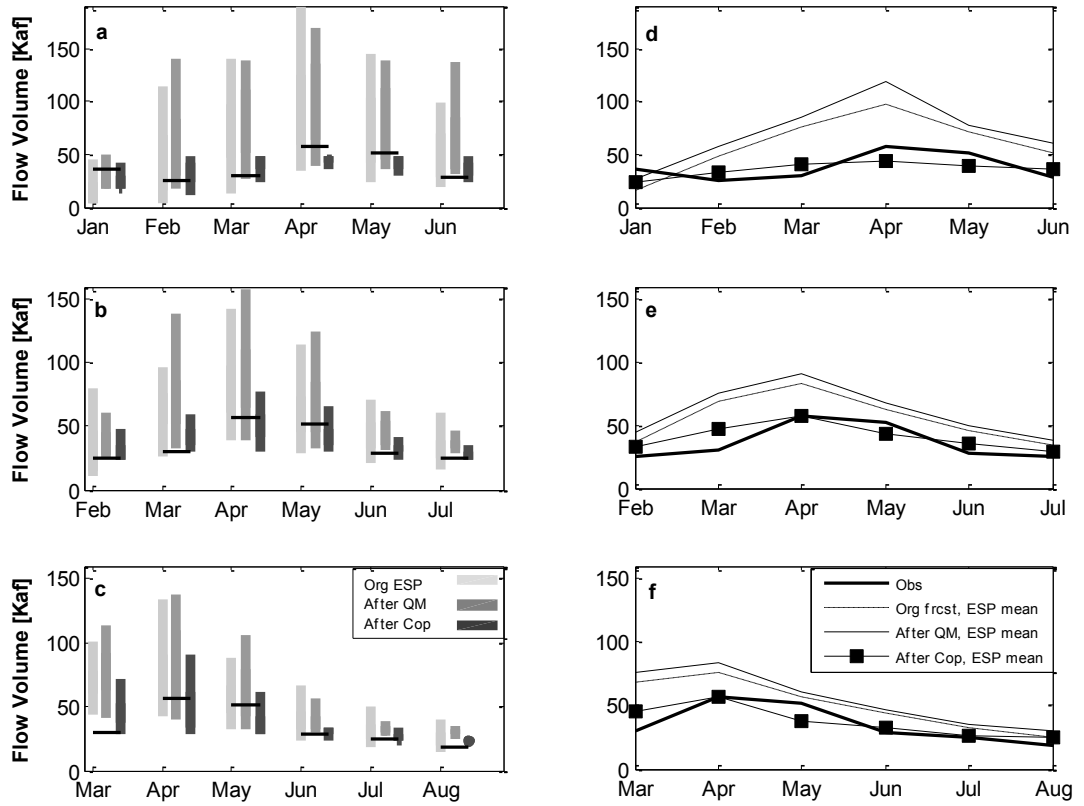 a
Flow Volume [Kaf]
150
100
50
0
Jan Feb Mar Apr May Jun
d
150
100
50
0
Jan Feb Mar Apr May Jun
b
Flow Volume [Kaf]
150
100
50
0
Feb Mar Apr May Jun Jul
e
150
100
50
0
Feb Mar Apr May Jun Jul
c
Flow Volume [Kaf]
150
100
50
0
Org ESP
After QM
After Cop
Mar Apr May Jun Jul Aug
f
150
100
50
0
Obs
Org frcst, ESP mean
After QM, ESP mean
After Cop, ESP mean
Mar Apr May Jun Jul Aug